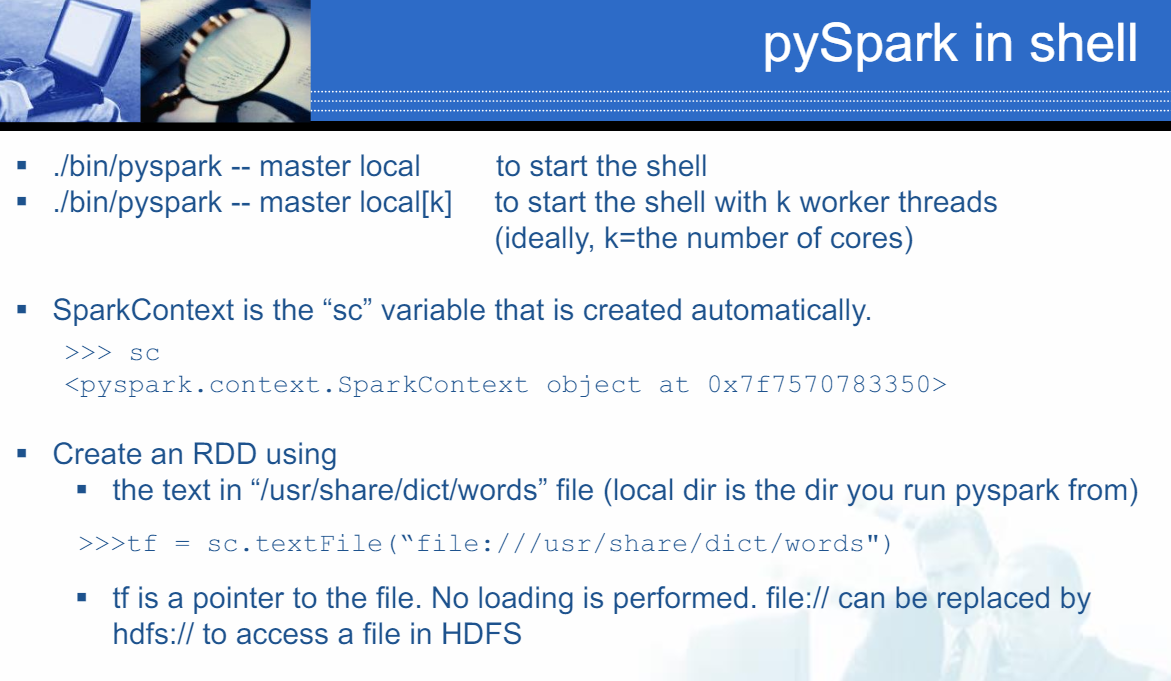 pySpark in shell
▪ ./bin/pyspark -- master local to start the shell
▪ ./bin/pyspark -- master local[k] to start the shell with k worker threads
(ideally, k=the number of cores)
▪ SparkContext is the “sc” variable that is created automatically.
>>> sc
<pyspark.context.SparkContext object at 0x7f7570783350>
▪ Create an RDD using
▪ the text in “/usr/share/dict/words” file (local dir is the dir you run pyspark from)
>>>tf = sc.textFile(“file:///usr/share/dict/words")
▪ tf is a pointer to the file. No loading is performed. file:// can be replaced by
hdfs:// to access a file in HDFS